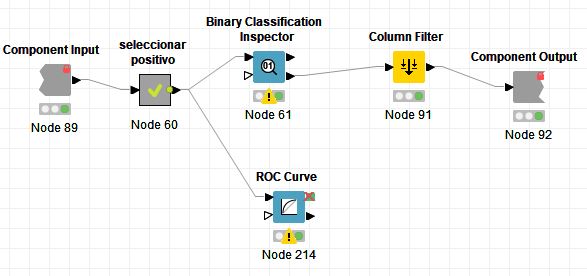 Binary Classification
Inspector
Component Input
seleccionar
positivo
Column Filter
Component Output
01
Node 89
Node 60
Node 61
Node 91
Node 92
ROC Curve
Node 214